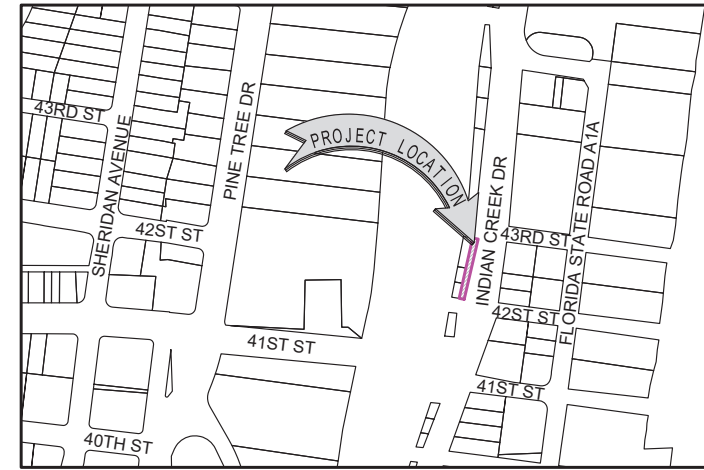 43RD ST
SHERIDAN AVENUE
PINE TREE DR
42ST ST
PROJECT LOCATION
INDIAN CREEK DR
43RD ST
FLORIDA STATE ROAD A1A
42ST ST
41ST ST
41ST ST
40TH ST